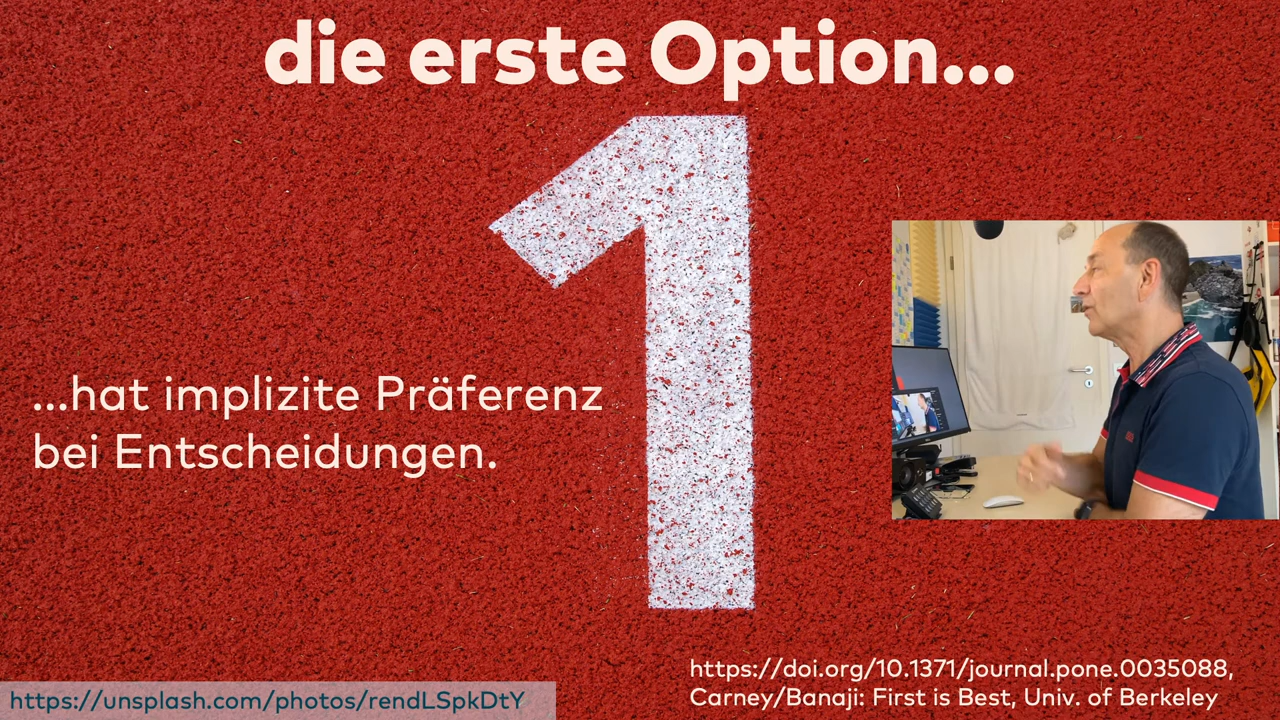 die erste Option...
...hat implizite Präferenz
bei Entscheidungen.
https://doi.org/10.1371/journal.pone.0035088,
Carney/Banaji: First is Best, Univ. of Berkeley
https://unsplash.com/photos/rendLSpkDtY
1